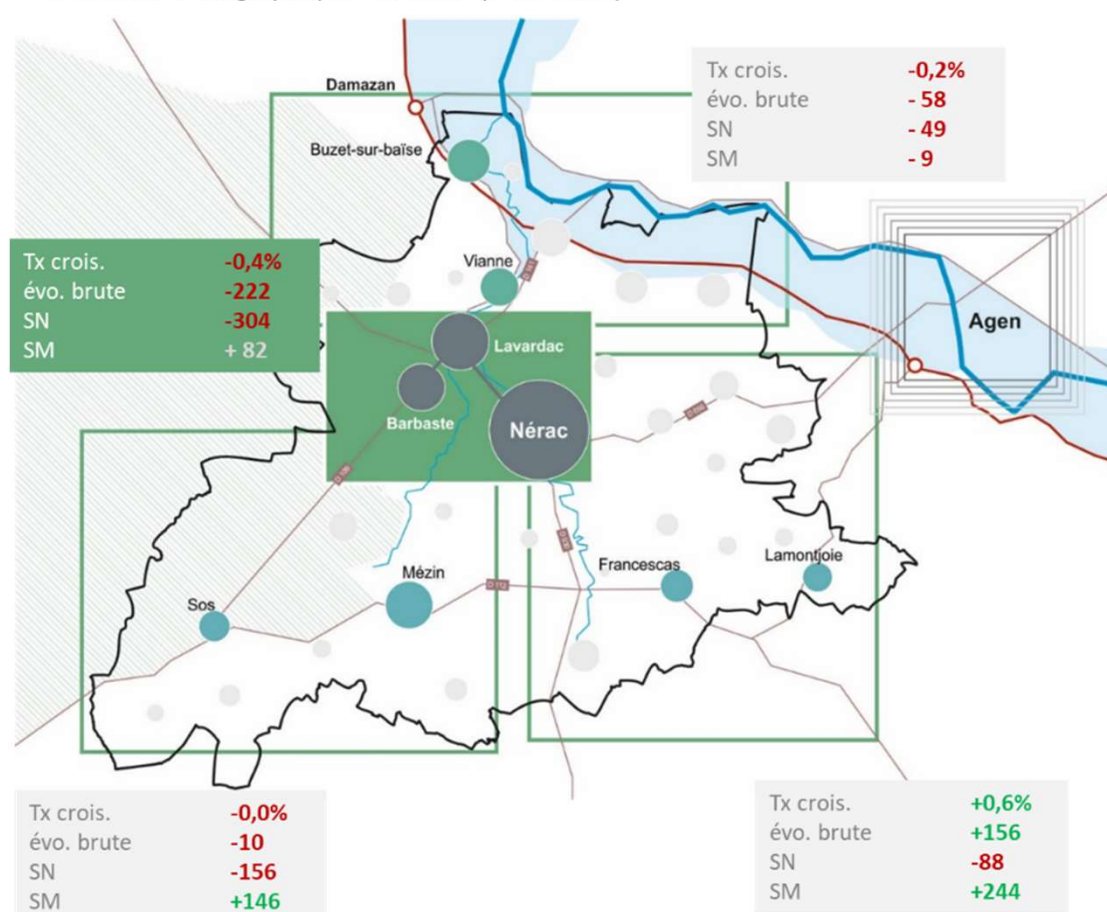 Damazan
Tx crois. -0,2%
évo. brute - 58
SN - 49
SM - 9
Buzet-sur-baïse
Vianne
Tx crois. -0,4%
évo. brute -222
SN -304
SM + 82
Agen
Lavardac
Barbaste
Nérac
Francescas
Lamontjoie
Mézin
D 112
Sos
Tx crois. -0,0%
évo. brute -10
SN -156
SM +146
Tx crois. +0,6%
évo. brute +156
SN -88
SM +244